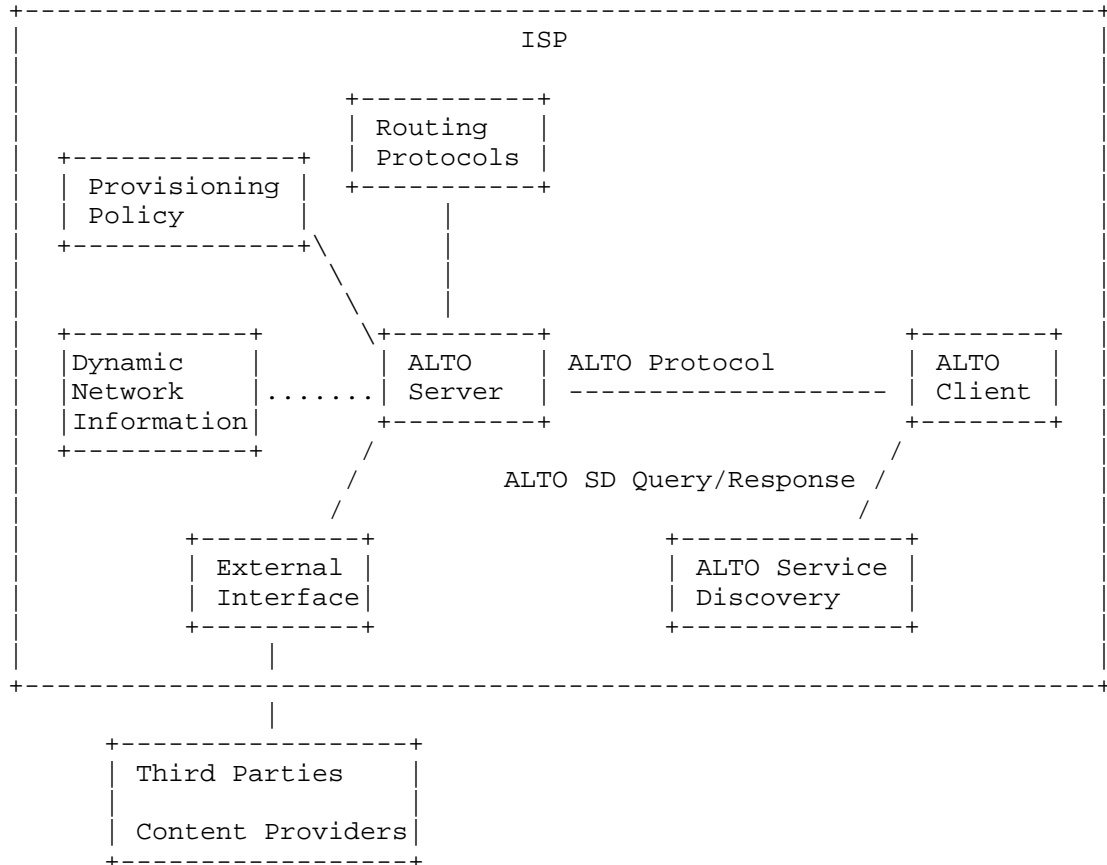 ISP
Routing
Protocols
Provisioning
Policy
Dynamic
Network
Information
ALTO
Server
ALTO Protocol
ALTO
Client
ALTO SD Query/Response
External
Interface
ALTO Service
Discovery
Third Parties
Content Providers